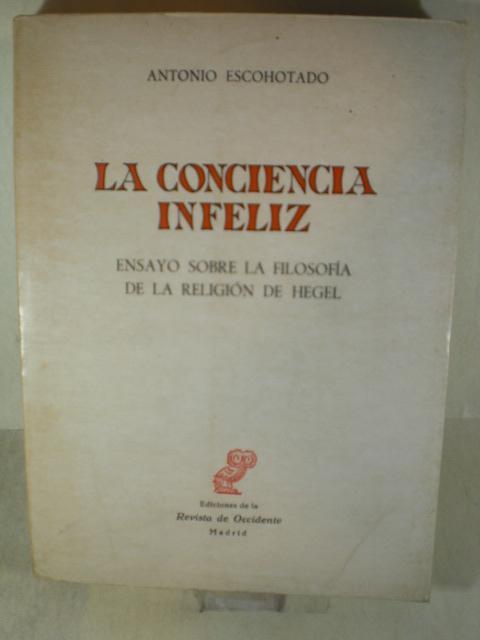 ANTONIO ESCOHOTADO
LA CONCIENCIA
INFELIZ
ENSAYO SOBRE LA FILOSOFÍA
DE LA RELIGIÓN DE HEGEL
Ediciones de la
Revista de Occidente
Madrid